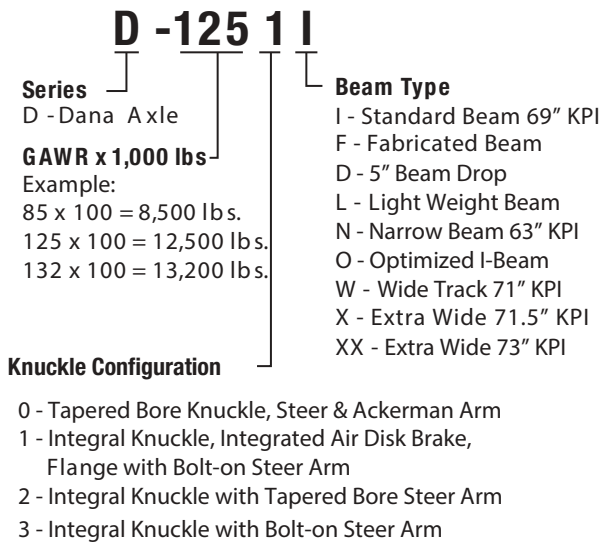 D -125 1 I
Series
D - Dana Axle
GAWR x 1,000 lbs
Example:
85 x 100 = 8,500 lbs.
125 x 100 = 12,500 lbs.
132 x 100 = 13,200 lbs.
Beam Type
I - Standard Beam 69” KPI
F - Fabricated Beam
D - 5” Beam Drop
L - Light Weight Beam
N - Narrow Beam 63” KPI
O - Optimized I-Beam
W - Wide Track 71” KPI
X - Extra Wide 71.5” KPI
XX - Extra Wide 73” KPI
Knuckle Configuration
0 - Tapered Bore Knuckle, Steer & Ackerman Arm
1 - Integral Knuckle, Integrated Air Disk Brake,
Flange with Bolt-on Steer Arm
2 - Integral Knuckle with Tapered Bore Steer Arm
3 - Integral Knuckle with Bolt-on Steer Arm